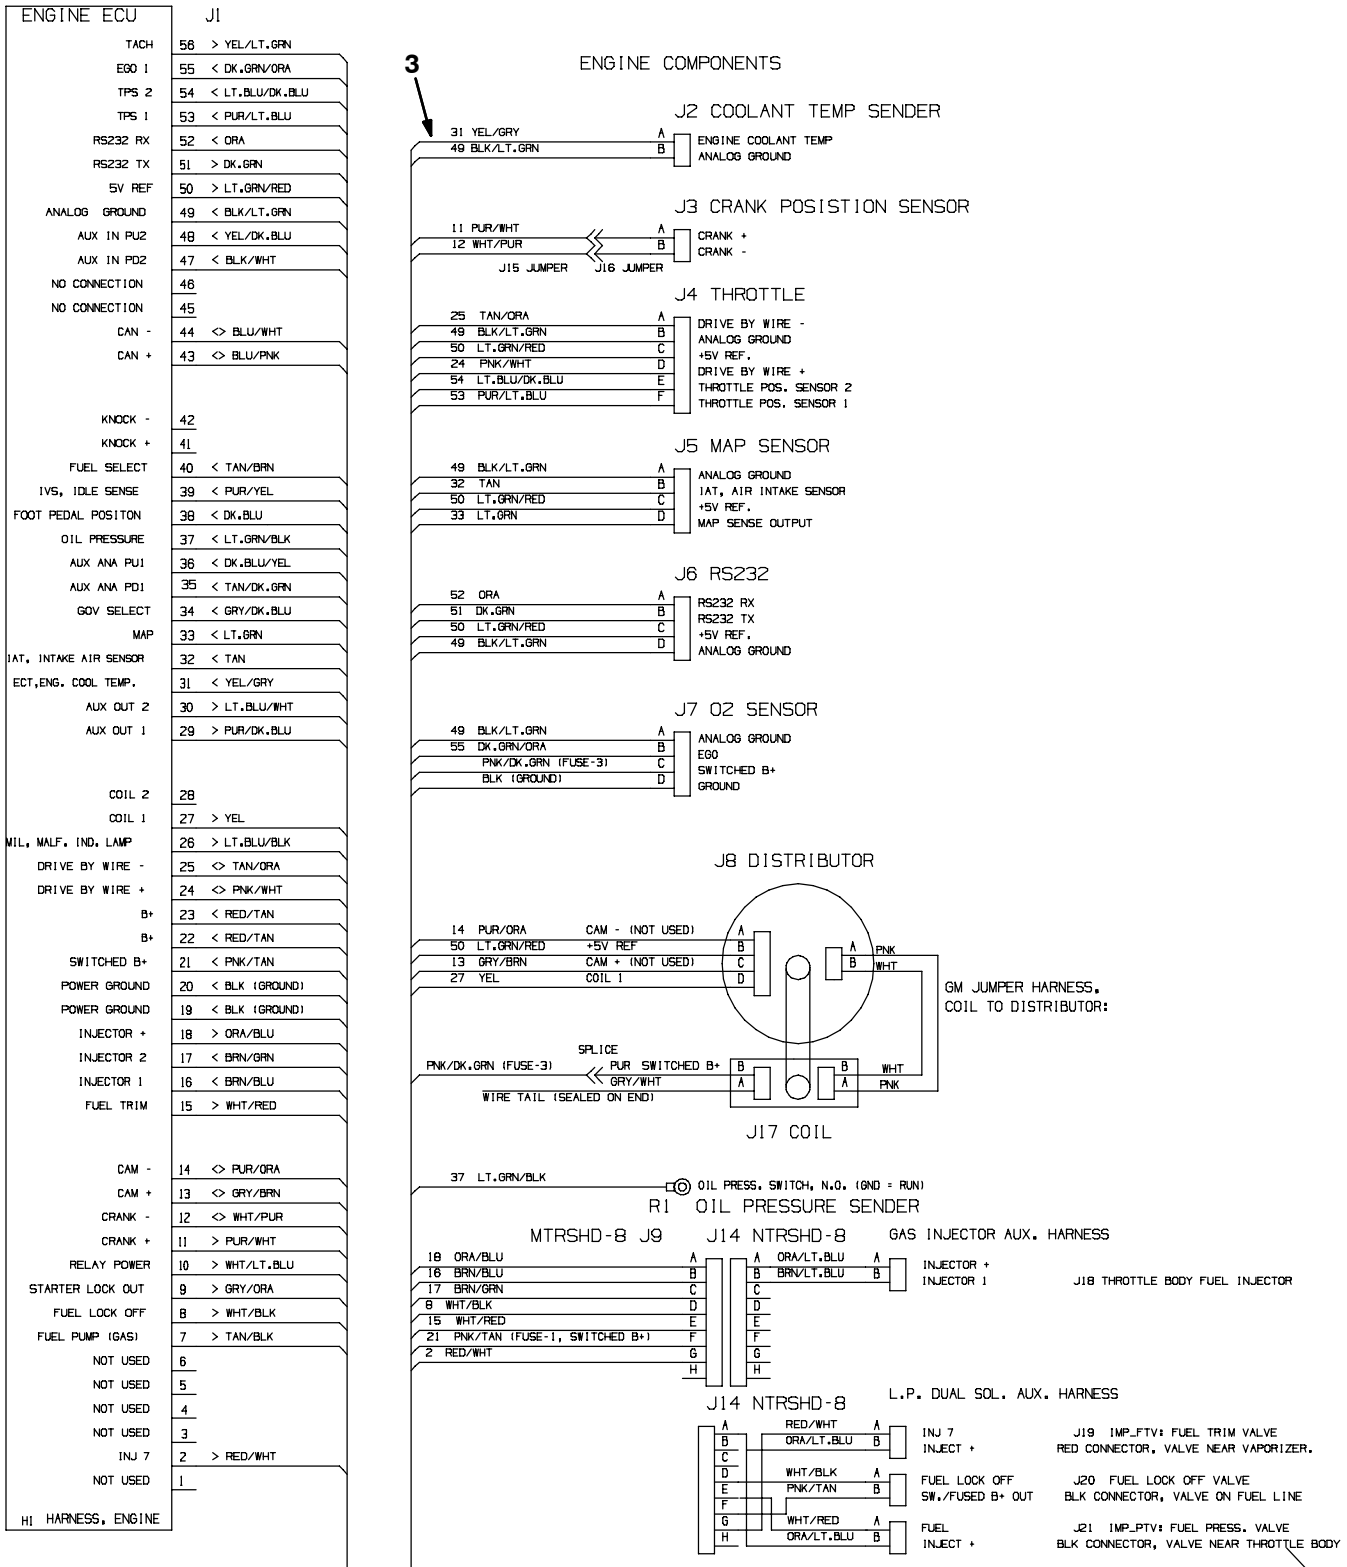 ENGINE ECU J1
TACH 56 > YEL/LT.GRN
EGO 1 55 < DK.GRN/ORA
TPS 2 54 < LT.BLU/DK.BLU
TPS 1 53 < PUR/LT.BLU
RS232 RX 52 < ORA
RS232 TX 51 > DK.GRN
5V REF 50 > LT.GRN/RED
ANALOG GROUND 49 < BLK/LT.GRN
AUX IN PU2 48 < YEL/DK.BLU
AUX IN PD2 47 < BLK/WHT
NO CONNECTION 46
NO CONNECTION 45
CAN - 44 <> BLU/WHT
CAN + 43 <> BLU/PNK
KNOCK - 42
KNOCK + 41
FUEL SELECT 40 < TAN/BRN
IVS, IDLE SENSE 39 < PUR/YEL
FOOT PEDAL POSITON 38 < DK.BLU
OIL PRESSURE 37 < LT.GRN/BLK
AUX ANA PU1 36 < DK.BLU/YEL
AUX ANA PD1 35 < TAN/DK.GRN
GOV SELECT 34 < GRY/DK.BLU
MAP 33 < LT.GRN
IAT, INTAKE AIR SENSOR 32 < TAN
ECT,ENG. COOL TEMP. 31 < YEL/GRY
AUX OUT 2 30 > LT.BLU/WHT
AUX OUT 1 29 > PUR/DK.BLU
COIL 2 28
COIL 1 27 > YEL
MIL, MALF. IND. LAMP 26 > LT.BLU/BLK
DRIVE BY WIRE - 25 <> TAN/ORA
DRIVE BY WIRE + 24 <> PNK/WHT
B+ 23 < RED/TAN
B+ 22 < RED/TAN
SWITCHED B+ 21 < PNK/TAN
POWER GROUND 20 < BLK (GROUND)
POWER GROUND 19 < BLK (GROUND)
INJECTOR + 18 > ORA/BLU
INJECTOR 2 17 < BRN/GRN
INJECTOR 1 16 < BRN/BLU
FUEL TRIM 15 > WHT/RED
CAM - 14 <> PUR/ORA
CAM + 13 <> GRY/BRN
CRANK - 12 <> WHT/PUR
CRANK + 11 > PUR/WHT
RELAY POWER 10 > WHT/LT.BLU
STARTER LOCK OUT 9 > GRY/ORA
FUEL LOCK OFF 8 > WHT/BLK
FUEL PUMP (GAS) 7 > TAN/BLK
NOT USED 6
NOT USED 5
NOT USED 4
NOT USED 3
INJ 7 2 > RED/WHT
NOT USED 1
H1 HARNESS, ENGINE
3
ENGINE COMPONENTS
J2 COOLANT TEMP SENDER
31 YEL/GRY A ENGINE COOLANT TEMP
49 BLK/LT.GRN B ANALOG GROUND
J3 CRANK POSISTION SENSOR
11 PUR/WHT A CRANK +
12 WHT/PUR B CRANK -
J15 JUMPER J16 JUMPER
J4 THROTTLE
25 TAN/ORA A DRIVE BY WIRE -
49 BLK/LT.GRN B ANALOG GROUND
50 LT.GRN/RED C +5V REF.
24 PNK/WHT D DRIVE BY WIRE +
54 LT.BLU/DK.BLU E THROTTLE POS. SENSOR 2
53 PUR/LT.BLU F THROTTLE POS. SENSOR 1
J5 MAP SENSOR
49 BLK/LT.GRN A ANALOG GROUND
32 TAN B IAT, AIR INTAKE SENSOR
50 LT.GRN/RED C +5V REF.
33 LT.GRN D MAP SENSE OUTPUT
J6 RS232
52 ORA A RS232 RX
51 DK.GRN B RS232 TX
50 LT.GRN/RED C +5V REF.
49 BLK/LT.GRN D ANALOG GROUND
J7 O2 SENSOR
49 BLK/LT.GRN A ANALOG GROUND
55 DK.GRN/ORA B EGO
PNK/DK.GRN (FUSE-3) C SWITCHED B+
BLK (GROUND) D GROUND
J8 DISTRIBUTOR
14 PUR/ORA CAM - (NOT USED) A
50 LT.GRN/RED +5V REF B
13 GRY/BRN CAM + (NOT USED) C
27 YEL COIL 1 D
A PNK
B WHT
GM JUMPER HARNESS,
COIL TO DISTRIBUTOR:
SPLICE
PNK/DK.GRN (FUSE-3) PUR SWITCHED B+ B B WHT
GRY/WHT A A PNK
WIRE TAIL (SEALED ON END)
J17 COIL
37 LT.GRN/BLK OIL PRESS. SWITCH, N.O. (GND = RUN)
R1 OIL PRESSURE SENDER
MTRSHD-8 J9 J14 NTRSHD-8 GAS INJECTOR AUX. HARNESS
18 ORA/BLU A A ORA/LT.BLU A INJECTOR +
16 BRN/BLU B B BRN/LT.BLU B INJECTOR 1 J18 THROTTLE BODY FUEL INJECTOR
17 BRN/GRN C C
8 WHT/BLK D D
15 WHT/RED E E
21 PNK/TAN (FUSE-1, SWITCHED B+) F F
2 RED/WHT G G
H H
J14 NTRSHD-8 L.P. DUAL SOL. AUX. HARNESS
A RED/WHT A INJ 7 J19 IMP_FTV: FUEL TRIM VALVE
B ORA/LT.BLU B INJECT + RED CONNECTOR, VALVE NEAR VAPORIZER.
C
D WHT/BLK A FUEL LOCK OFF J20 FUEL LOCK OFF VALVE
E PNK/TAN B SW./FUSED B+ OUT BLK CONNECTOR, VALVE ON FUEL LINE
F
G WHT/RED A FUEL J21 IMP_PTV: FUEL PRESS. VALVE
H ORA/LT.BLU B INJECT + BLK CONNECTOR, VALVE NEAR THROTTLE BODY